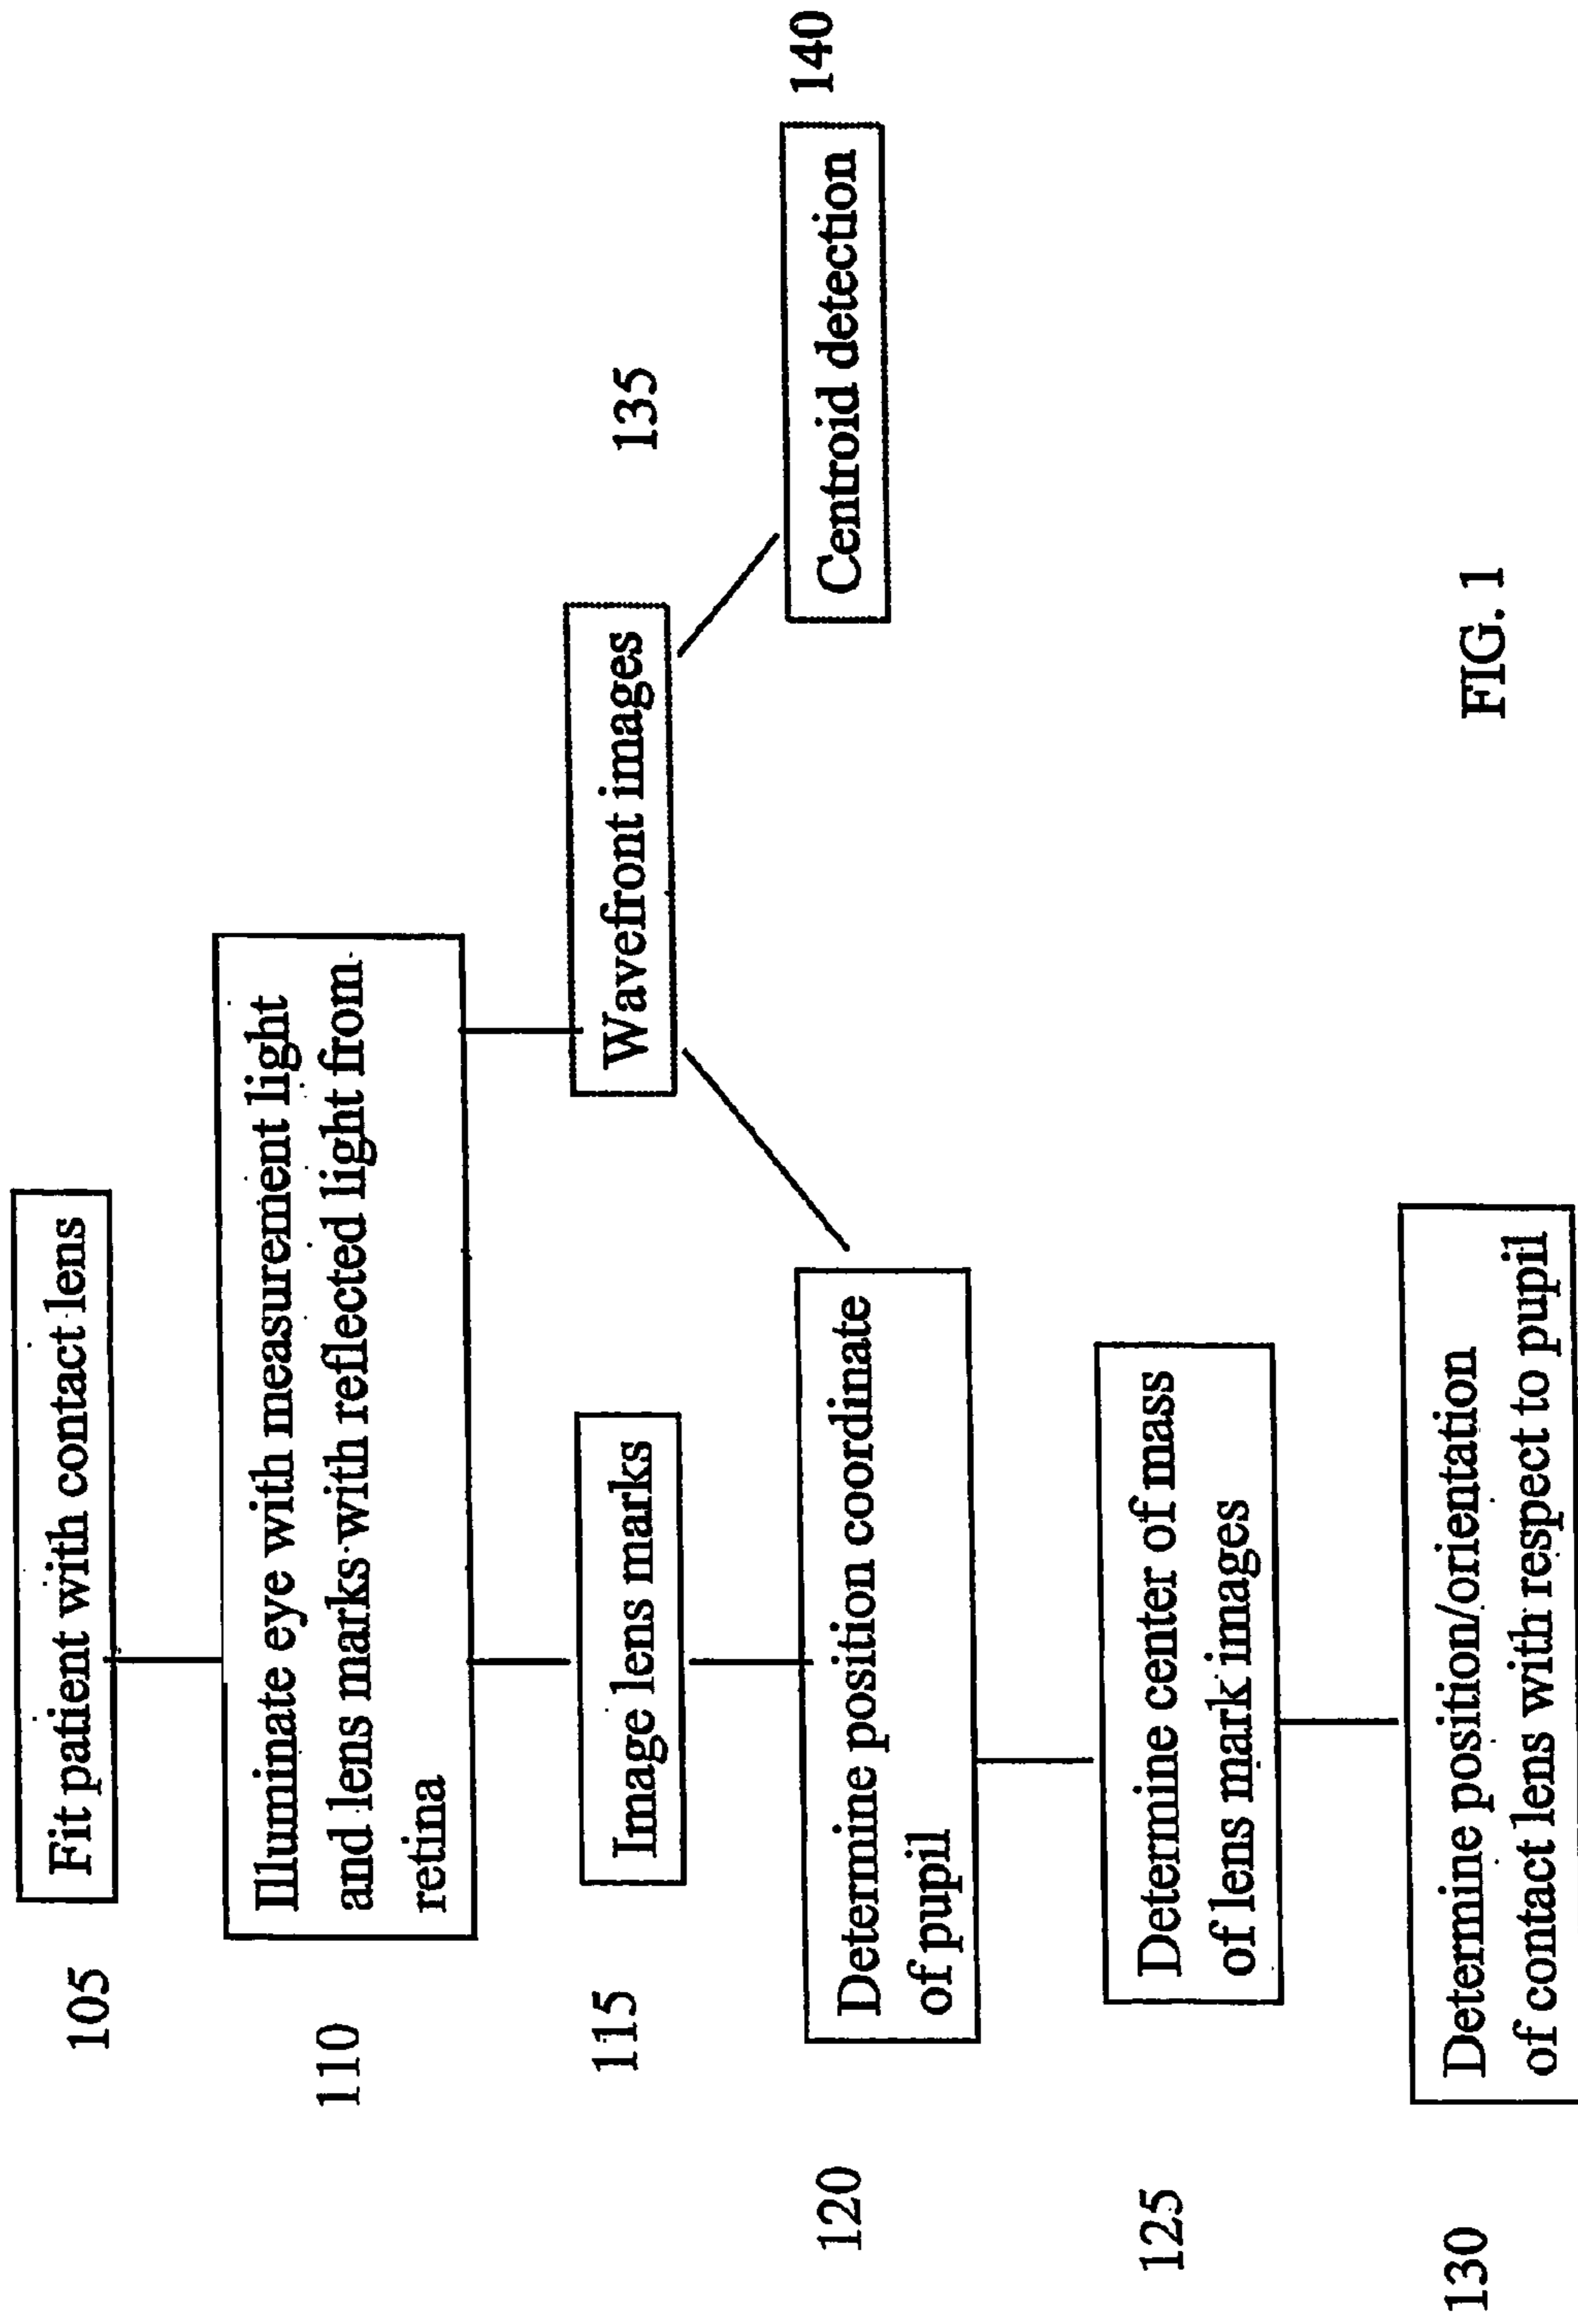 105
Fit patient with contact lens
110
Illuminate eye with measurement light
and lens marks with reflected light from
retina
115
Image lens marks
Wavefront images
135
120
Determine position coordinate
of pupil
Centroid detection
140
125
Determine center of mass
of lens mark images
130
Determine position/orientation
of contact lens with respect to pupil
FIG. 1